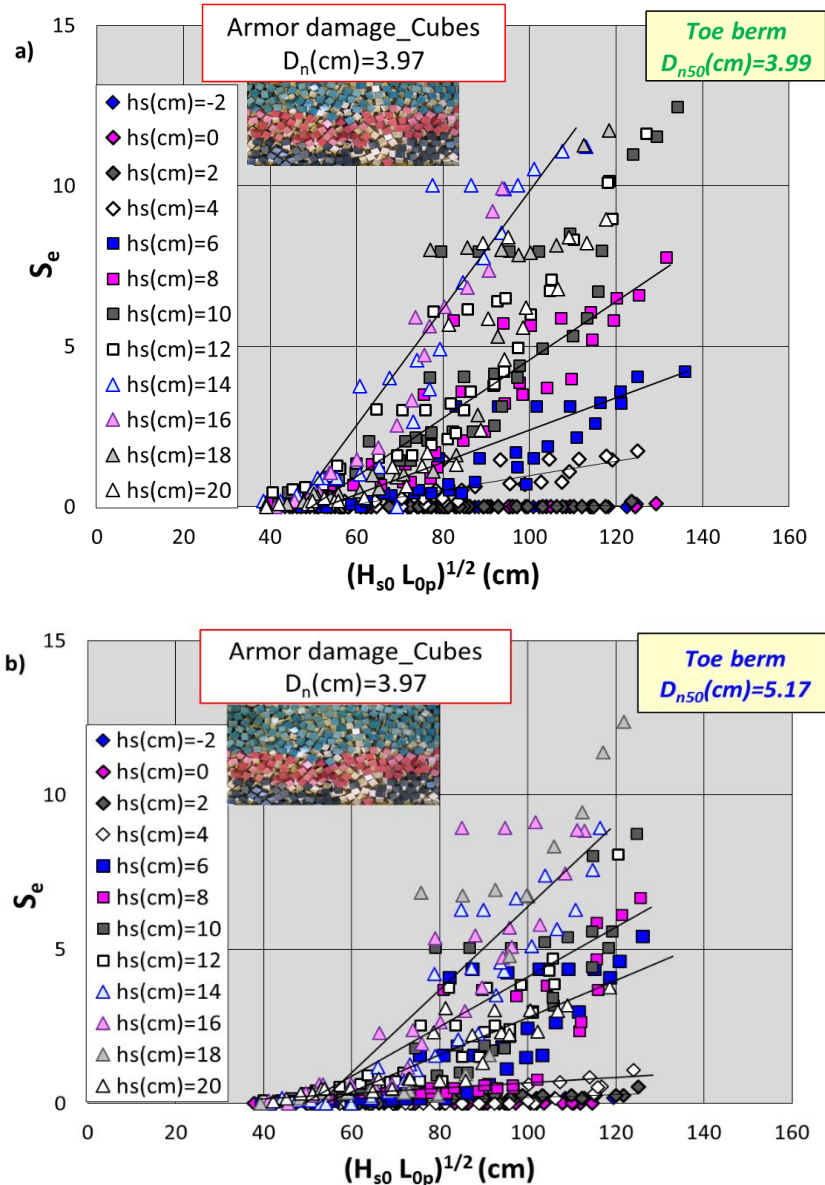 a)
15
Armor damage_Cubes
Dn(cm)=3.97
Toe berm
Dn50(cm)=3.99
hs(cm)=-2
hs(cm)=0
hs(cm)=2
hs(cm)=4
hs(cm)=6
hs(cm)=8
hs(cm)=10
hs(cm)=12
hs(cm)=14
hs(cm)=16
hs(cm)=18
hs(cm)=20
Se
10
5
0
0 20 40 60 80 100 120 140 160
(Hs0 L0p)1/2 (cm)
b)
15
Armor damage_Cubes
Dn(cm)=3.97
Toe berm
Dn50(cm)=5.17
hs(cm)=-2
hs(cm)=0
hs(cm)=2
hs(cm)=4
hs(cm)=6
hs(cm)=8
hs(cm)=10
hs(cm)=12
hs(cm)=14
hs(cm)=16
hs(cm)=18
hs(cm)=20
Se
10
5
0
0 20 40 60 80 100 120 140 160
(Hs0 L0p)1/2 (cm)